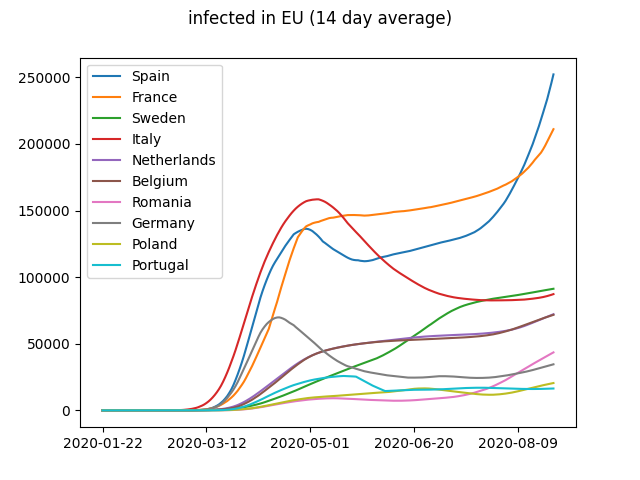 infected in EU (14 day average)
250000
200000
150000
100000
50000
0
Spain
France
Sweden
Italy
Netherlands
Belgium
Romania
Germany
Poland
Portugal
2020-01-22
2020-03-12
2020-05-01
2020-06-20
2020-08-09